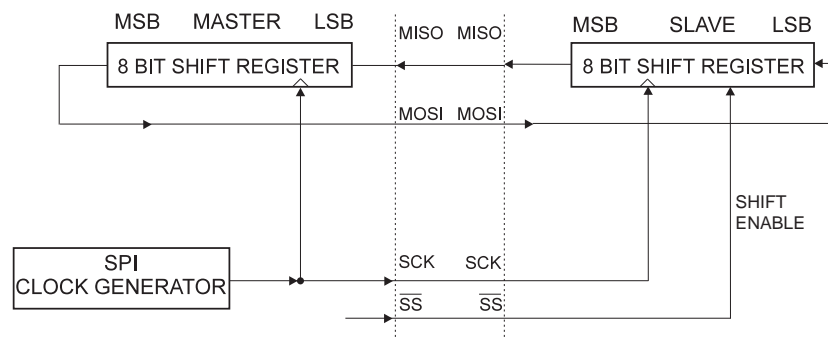 MSB MASTER LSB
MISO MISO
MSB SLAVE LSB
8 BIT SHIFT REGISTER
8 BIT SHIFT REGISTER
MOSI MOSI
SHIFT
ENABLE
SPI
CLOCK GENERATOR
SCK SCK
SS SS